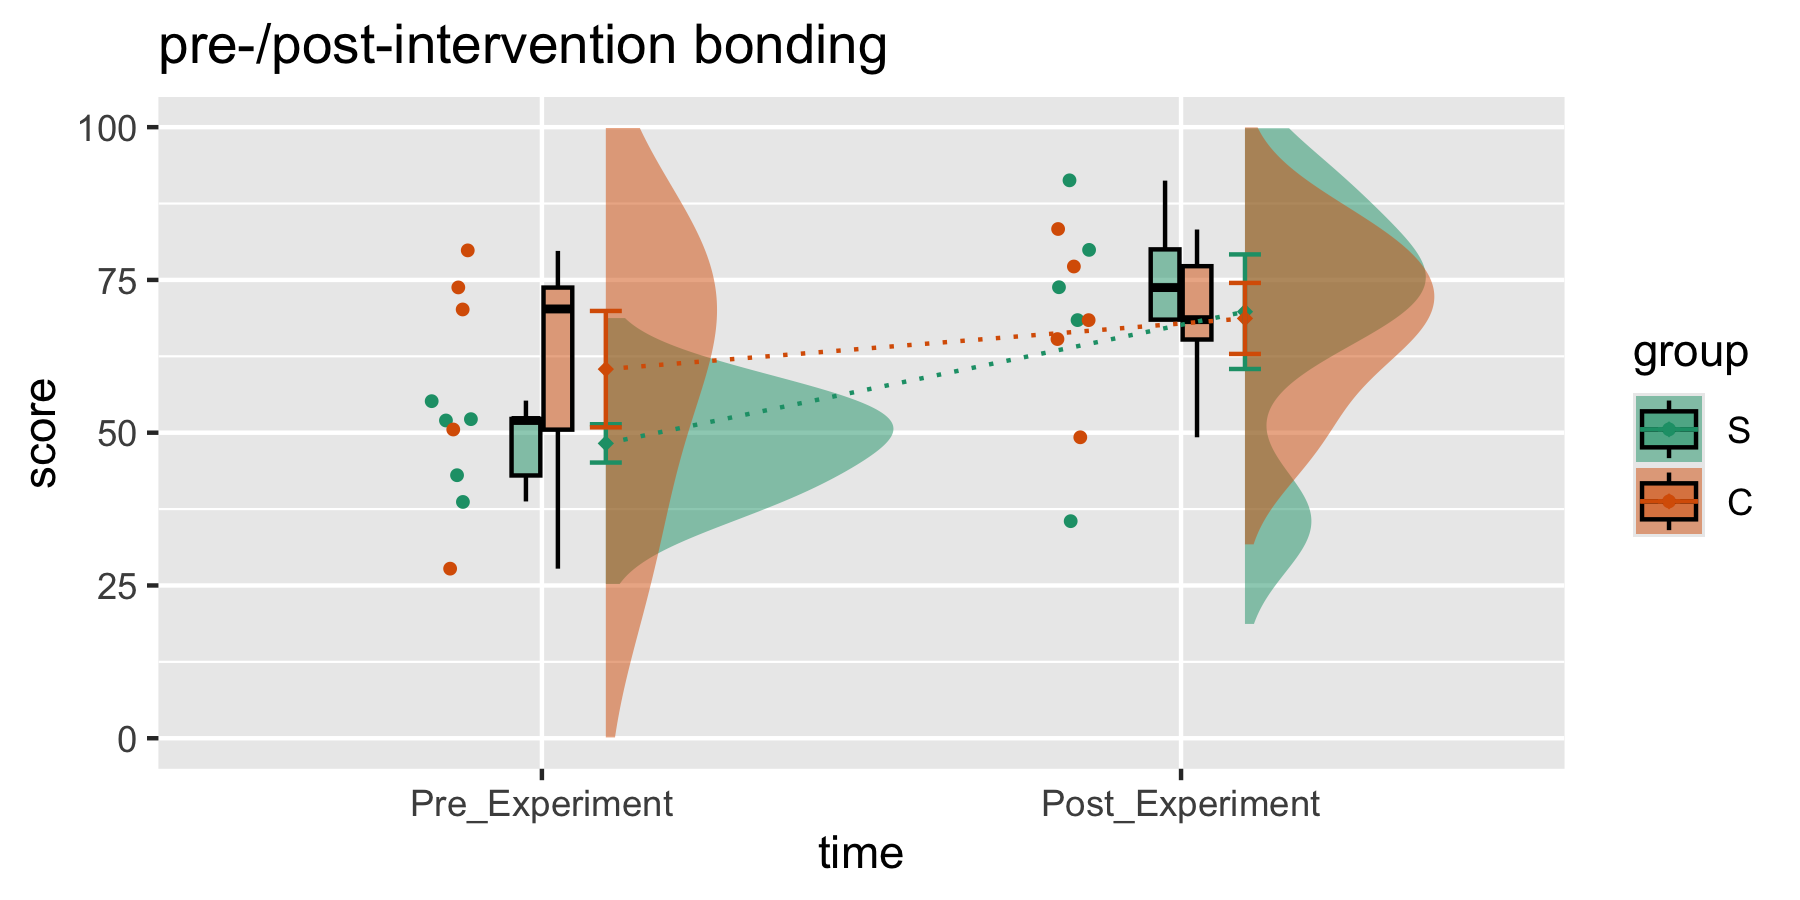 pre-/post-intervention bonding
100
75
50
25
0
score
Pre_Experiment
Post_Experiment
time
group
S
C